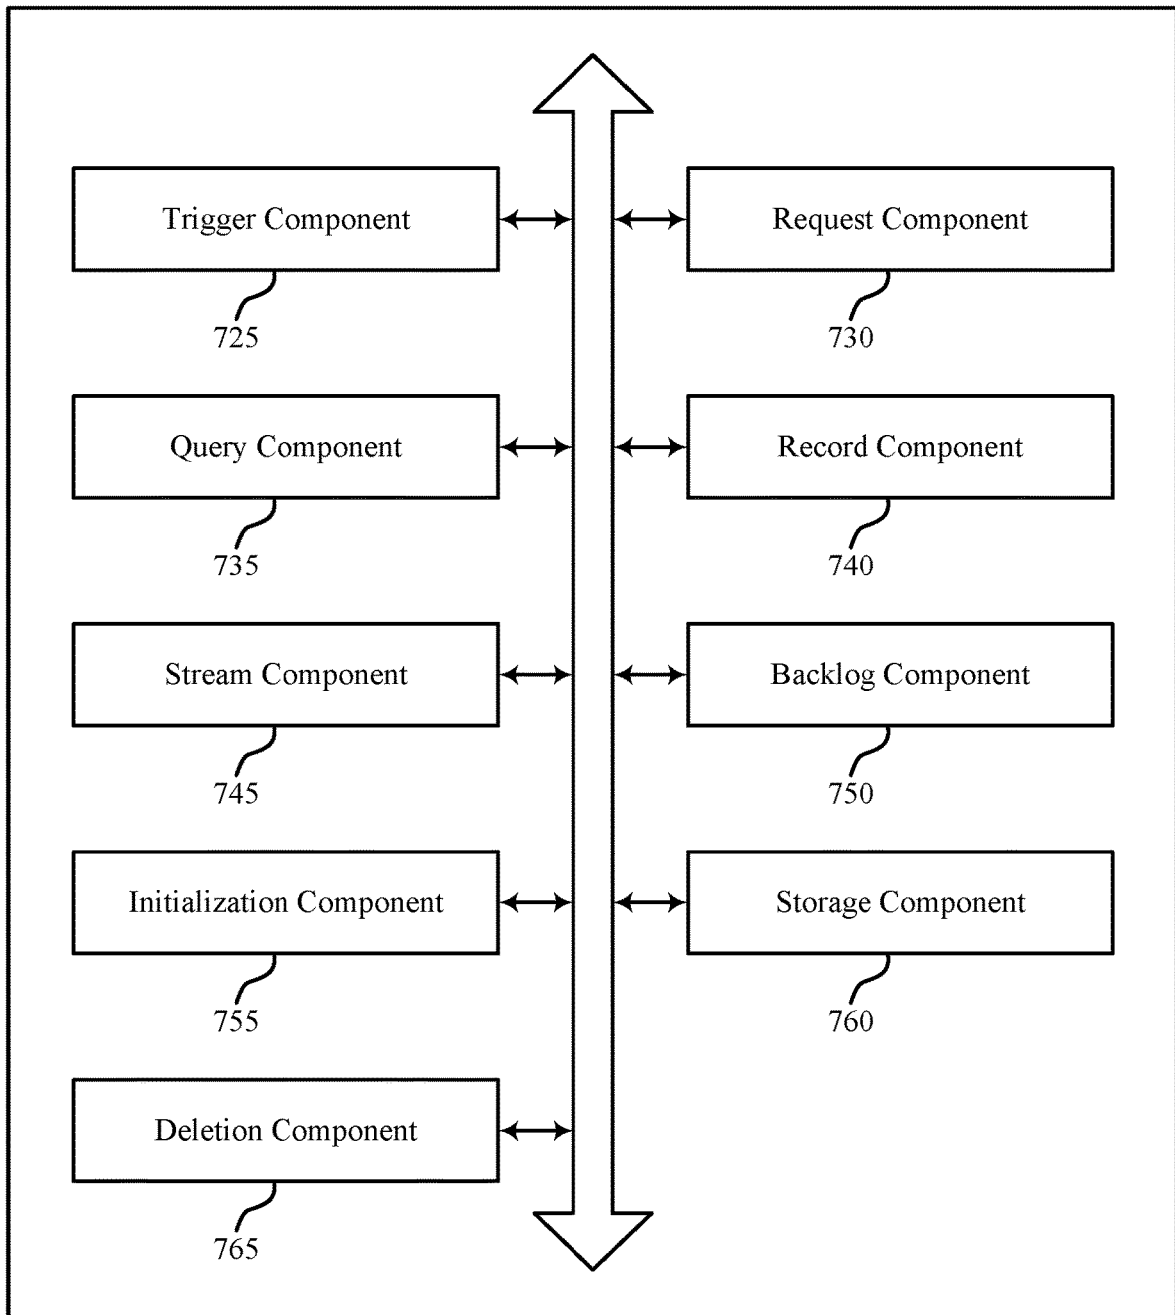 Trigger Component
725
Request Component
730
Query Component
735
Record Component
740
Stream Component
745
Backlog Component
750
Initialization Component
755
Storage Component
760
Deletion Component
765